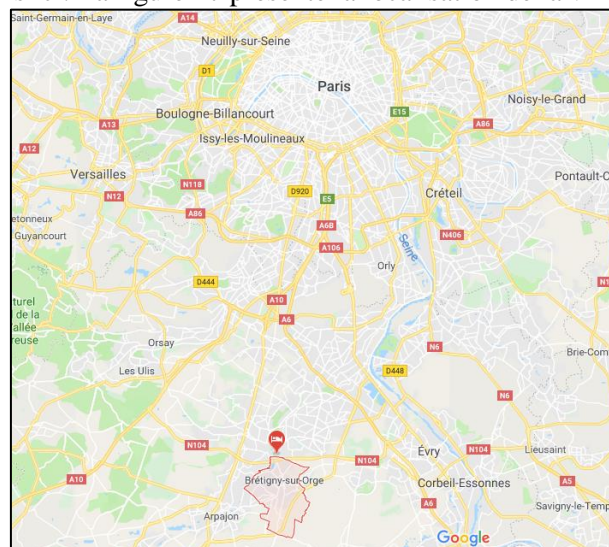 Saint-Germain-en-Laye
A14
Neuilly-sur-Seine
D1
Paris
Noisy-le-Grand
Boulogne-Billancourt
E15
A13
A86
Issy-les-Moulineaux
A12
Versailles
N118
Pontault-C
N12
D920
E5
Créteil
A86
A6B
etonneux
Guyancourt
A106
Seine
N406
Orly
D444
N1
A10
turel
de la
allée
reuse
A6
Orsay
N6
Brie-Com
Les Ulis
D448
N6
N104
N104
Évry
N104
Lieusaint
A10
Brétigny-sur-Orge
Corbeil-Essonnes
A5
A6
Savigny-le-Temp
Arpajon
Google